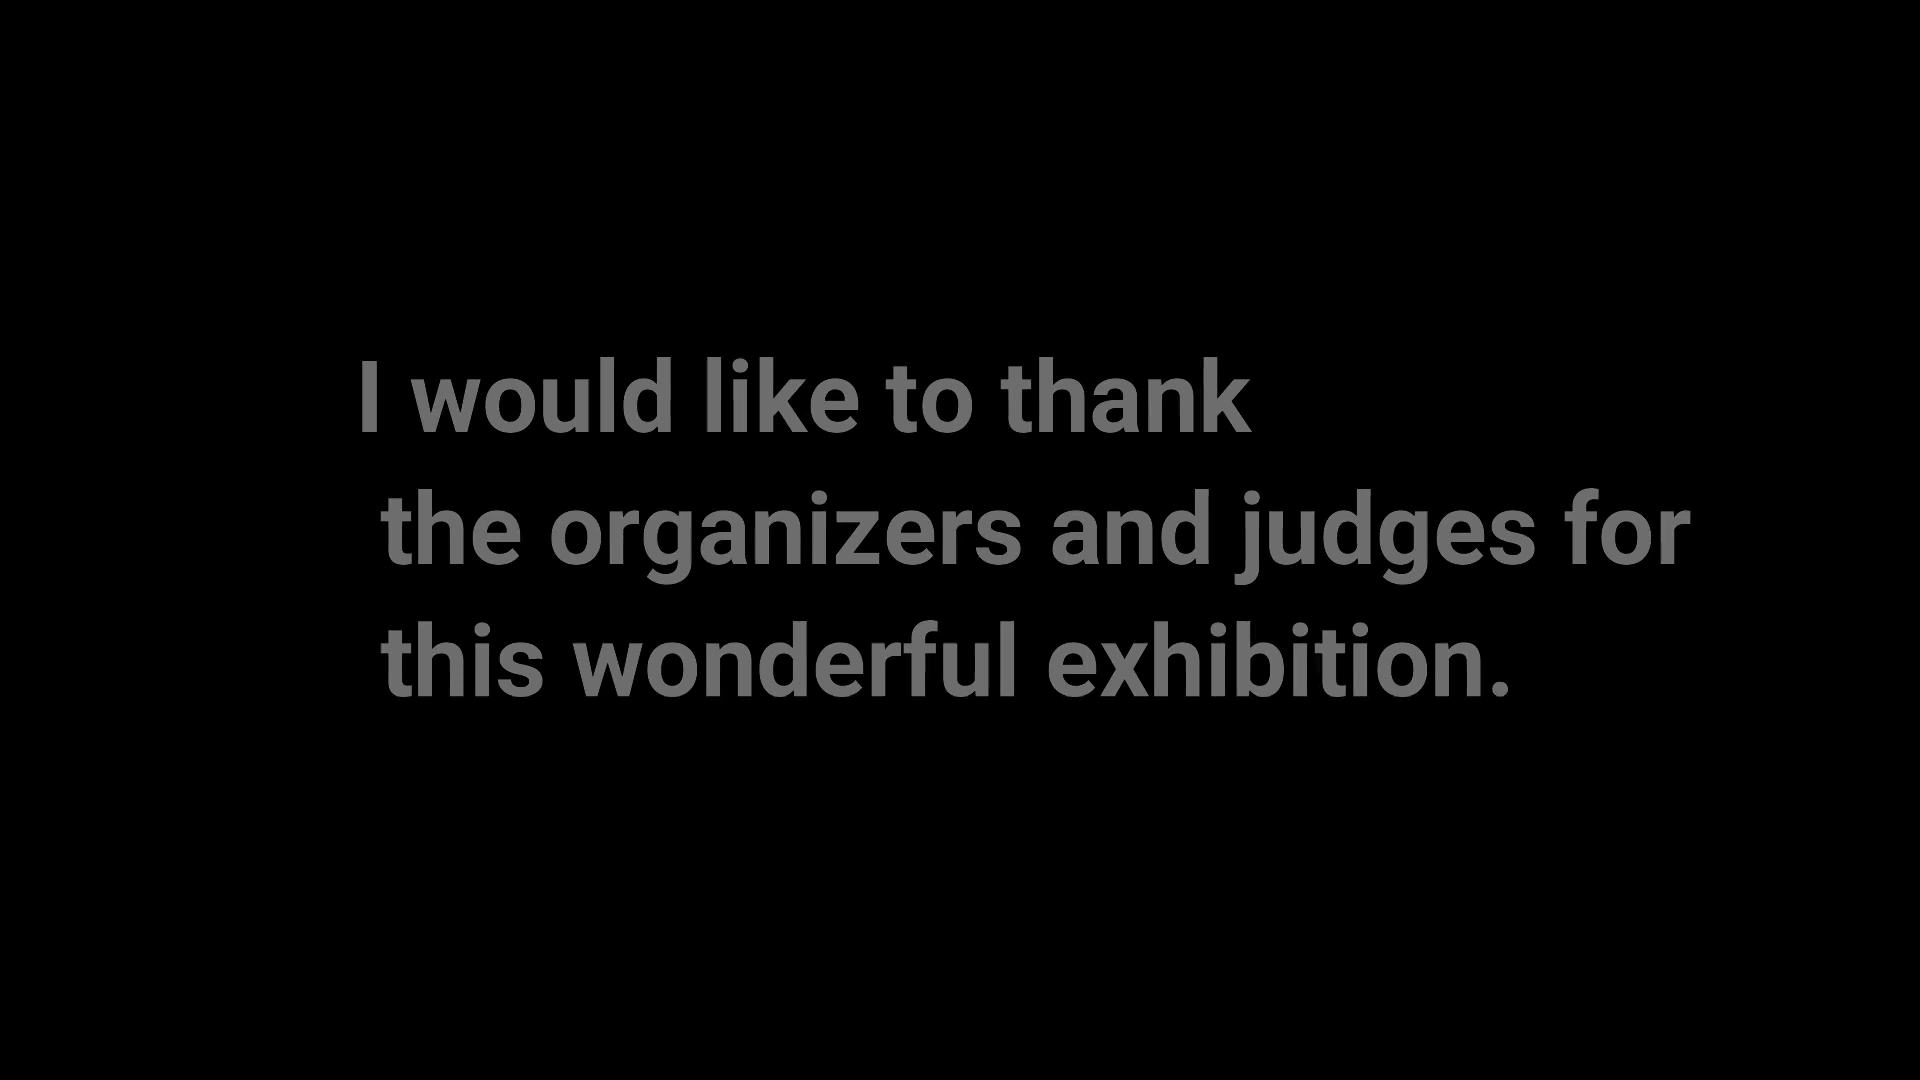 I would like to thank
the organizers and judges for
this wonderful exhibition.